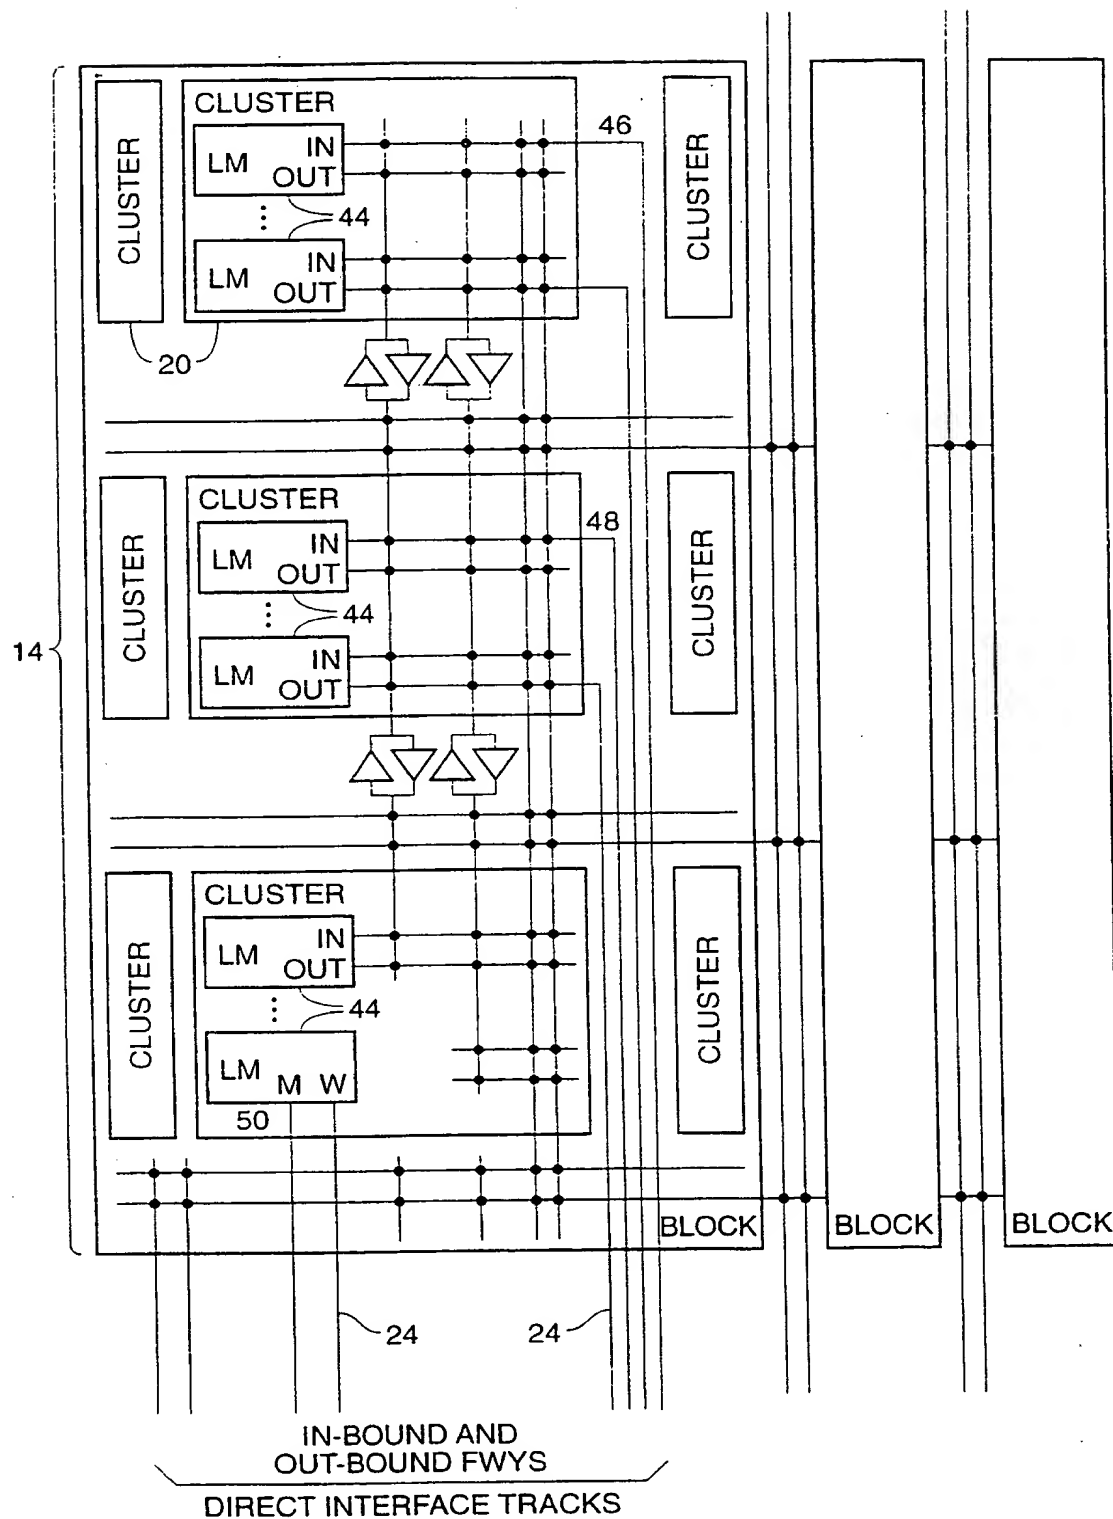 CLUSTER
CLUSTER
46
LM
IN
OUT
44
LM
IN
OUT
CLUSTER
20
CLUSTER
CLUSTER
48
LM
IN
OUT
44
LM
IN
OUT
CLUSTER
14
CLUSTER
CLUSTER
LM
IN
OUT
44
LM
M W
50
CLUSTER
BLOCK
BLOCK
BLOCK
24
24
IN-BOUND AND
OUT-BOUND FWYS
DIRECT INTERFACE TRACKS